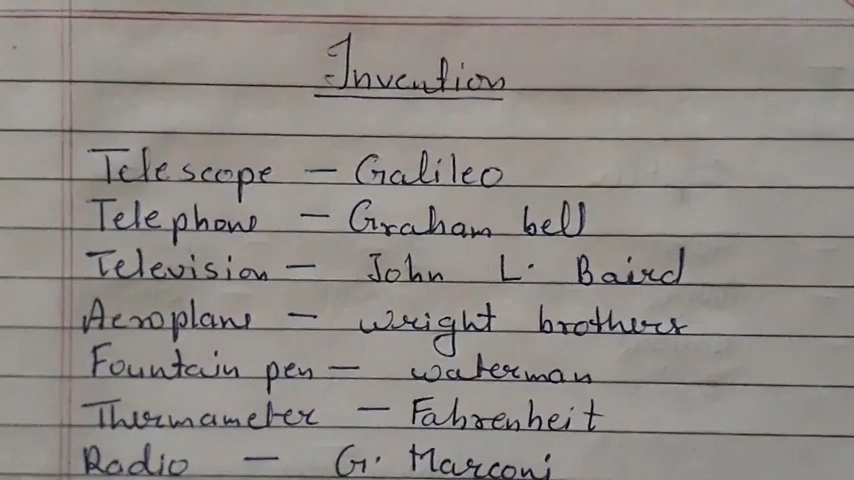 Invention
Telescope - Galileo
Telephone - Graham bell
Television - John L. Baird
Aeroplane - wright brothers
Fountain pen - waterman
Thermameter - Fahrenheit
Radio - G. Marconi